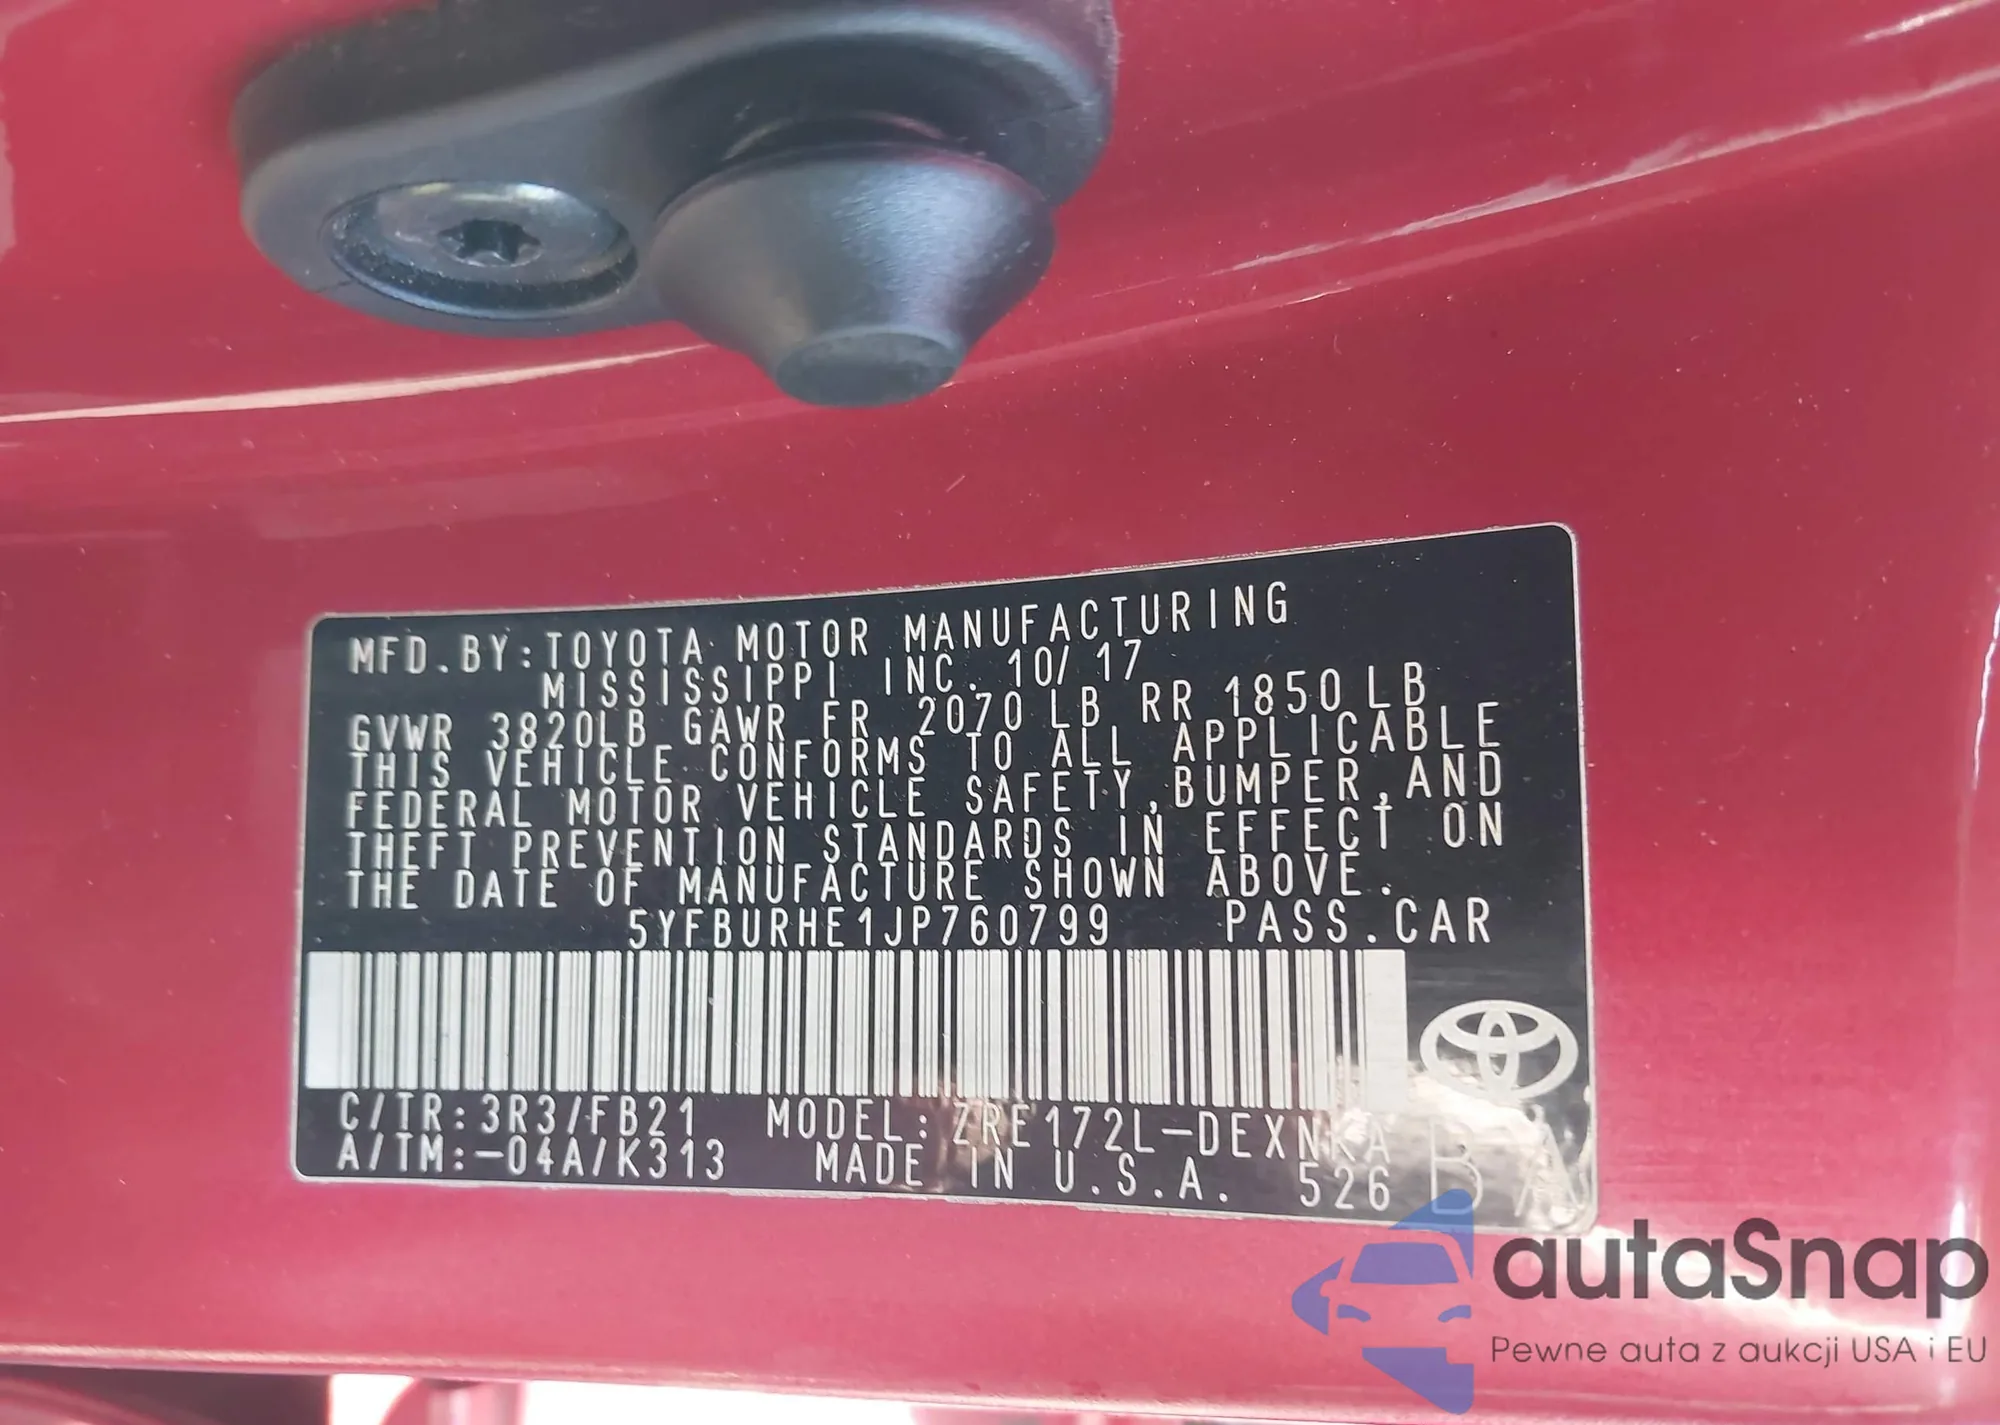 MFD.BY:TOYOTA MOTOR MANUFACTURING
MISSISSIPPI INC. 10/17
GVWR 3820LB GAWR FR 2070LB RR 1850LB
THIS VEHICLE CONFORMS TO ALL APPLICABLE
FEDERAL MOTOR VEHICLE SAFETY,BUMPER,AND
THEFT PREVENTION STANDARDS IN EFFECT ON
THE DATE OF MANUFACTURE SHOWN ABOVE.
5YFBURHE1JP760799 PASS.CAR
C/TR:3R3/FB21 MODEL:ZRE172L-DEXNKA
A/TM:-04A/K313 MADE IN U.S.A. 526
autaSnap
Pewne auta z aukcji USA i EU